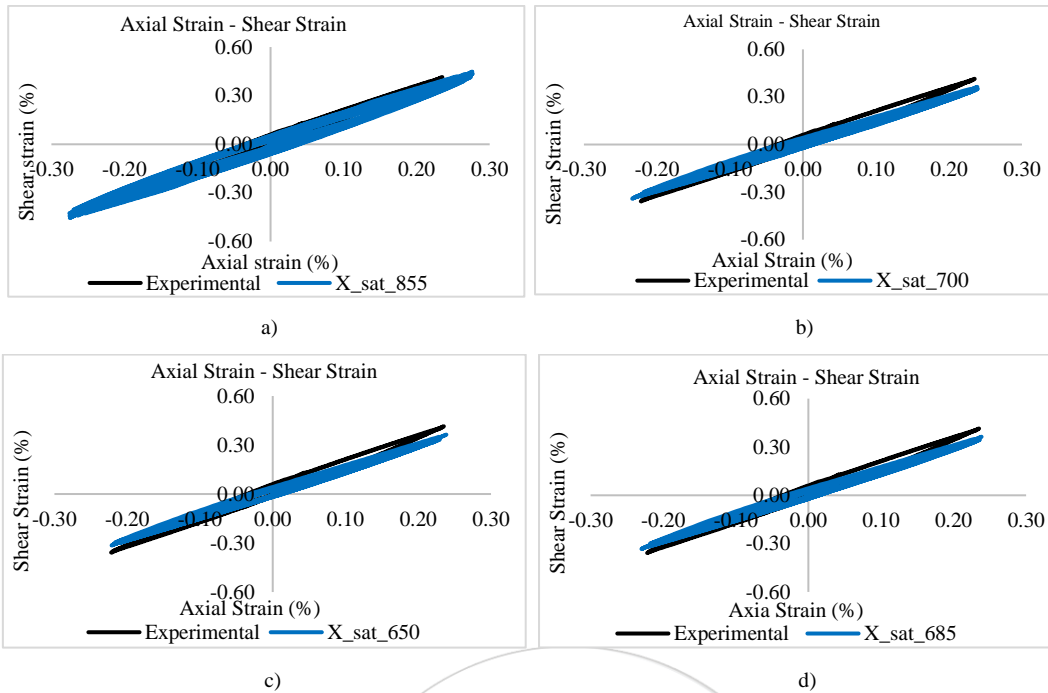 Axial Strain - Shear Strain
Shear strain (%)
0.60
0.30
0.00
-0.30 -0.20 -0.10 0.00 0.10 0.20 0.30
-0.30
-0.60
Axial strain (%)
Experimental X_sat_855
a)
Axial Strain - Shear Strain
Shear Strain (%)
0.60
0.30
0.00
-0.30 -0.20 -0.10 0.00 0.10 0.20 0.30
-0.30
-0.60
Axial Strain (%)
Experimental X_sat_700
b)
Axial Strain - Shear Strain
Shear Strain (%)
0.60
0.30
0.00
-0.30 -0.20 -0.10 0.00 0.10 0.20 0.30
-0.30
-0.60
Axial Strain (%)
Experimental X_sat_650
c)
Axial Strain - Shear Strain
Shear Strain (%)
0.60
0.30
0.00
-0.30 -0.20 -0.10 0.00 0.10 0.20 0.30
-0.30
-0.60
Axia Strain (%)
Experimental X_sat_685
d)